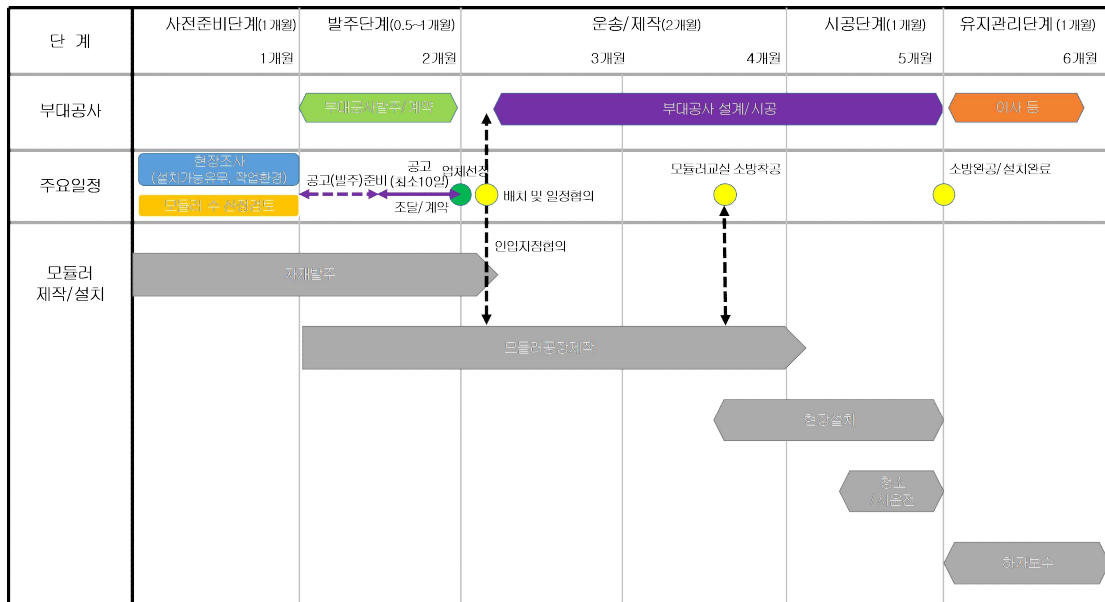 단 계
사전준비단계(1개월)
발주단계(0.5~1개월)
운송/제작(2개월)
시공단계(1개월)
유지관리단계(1개월)
1개월
2개월
3개월
4개월
5개월
6개월
부대공사
부대공사발주/계약
부대공사 설계/시공
이사 등
주요일정
현장조사
(설치가능유무, 작업환경)
모듈러 수 산정검토
공고(발주)준비
공고
(최소10일)
조달/계약
업체선정
배치 및 일정협의
모듈러교실 소방착공
소방완공/설치완료
인입지점협의
모듈러
제작/설치
자재발주
모듈러공장제작
현장설치
청소
/시운전
하자보수